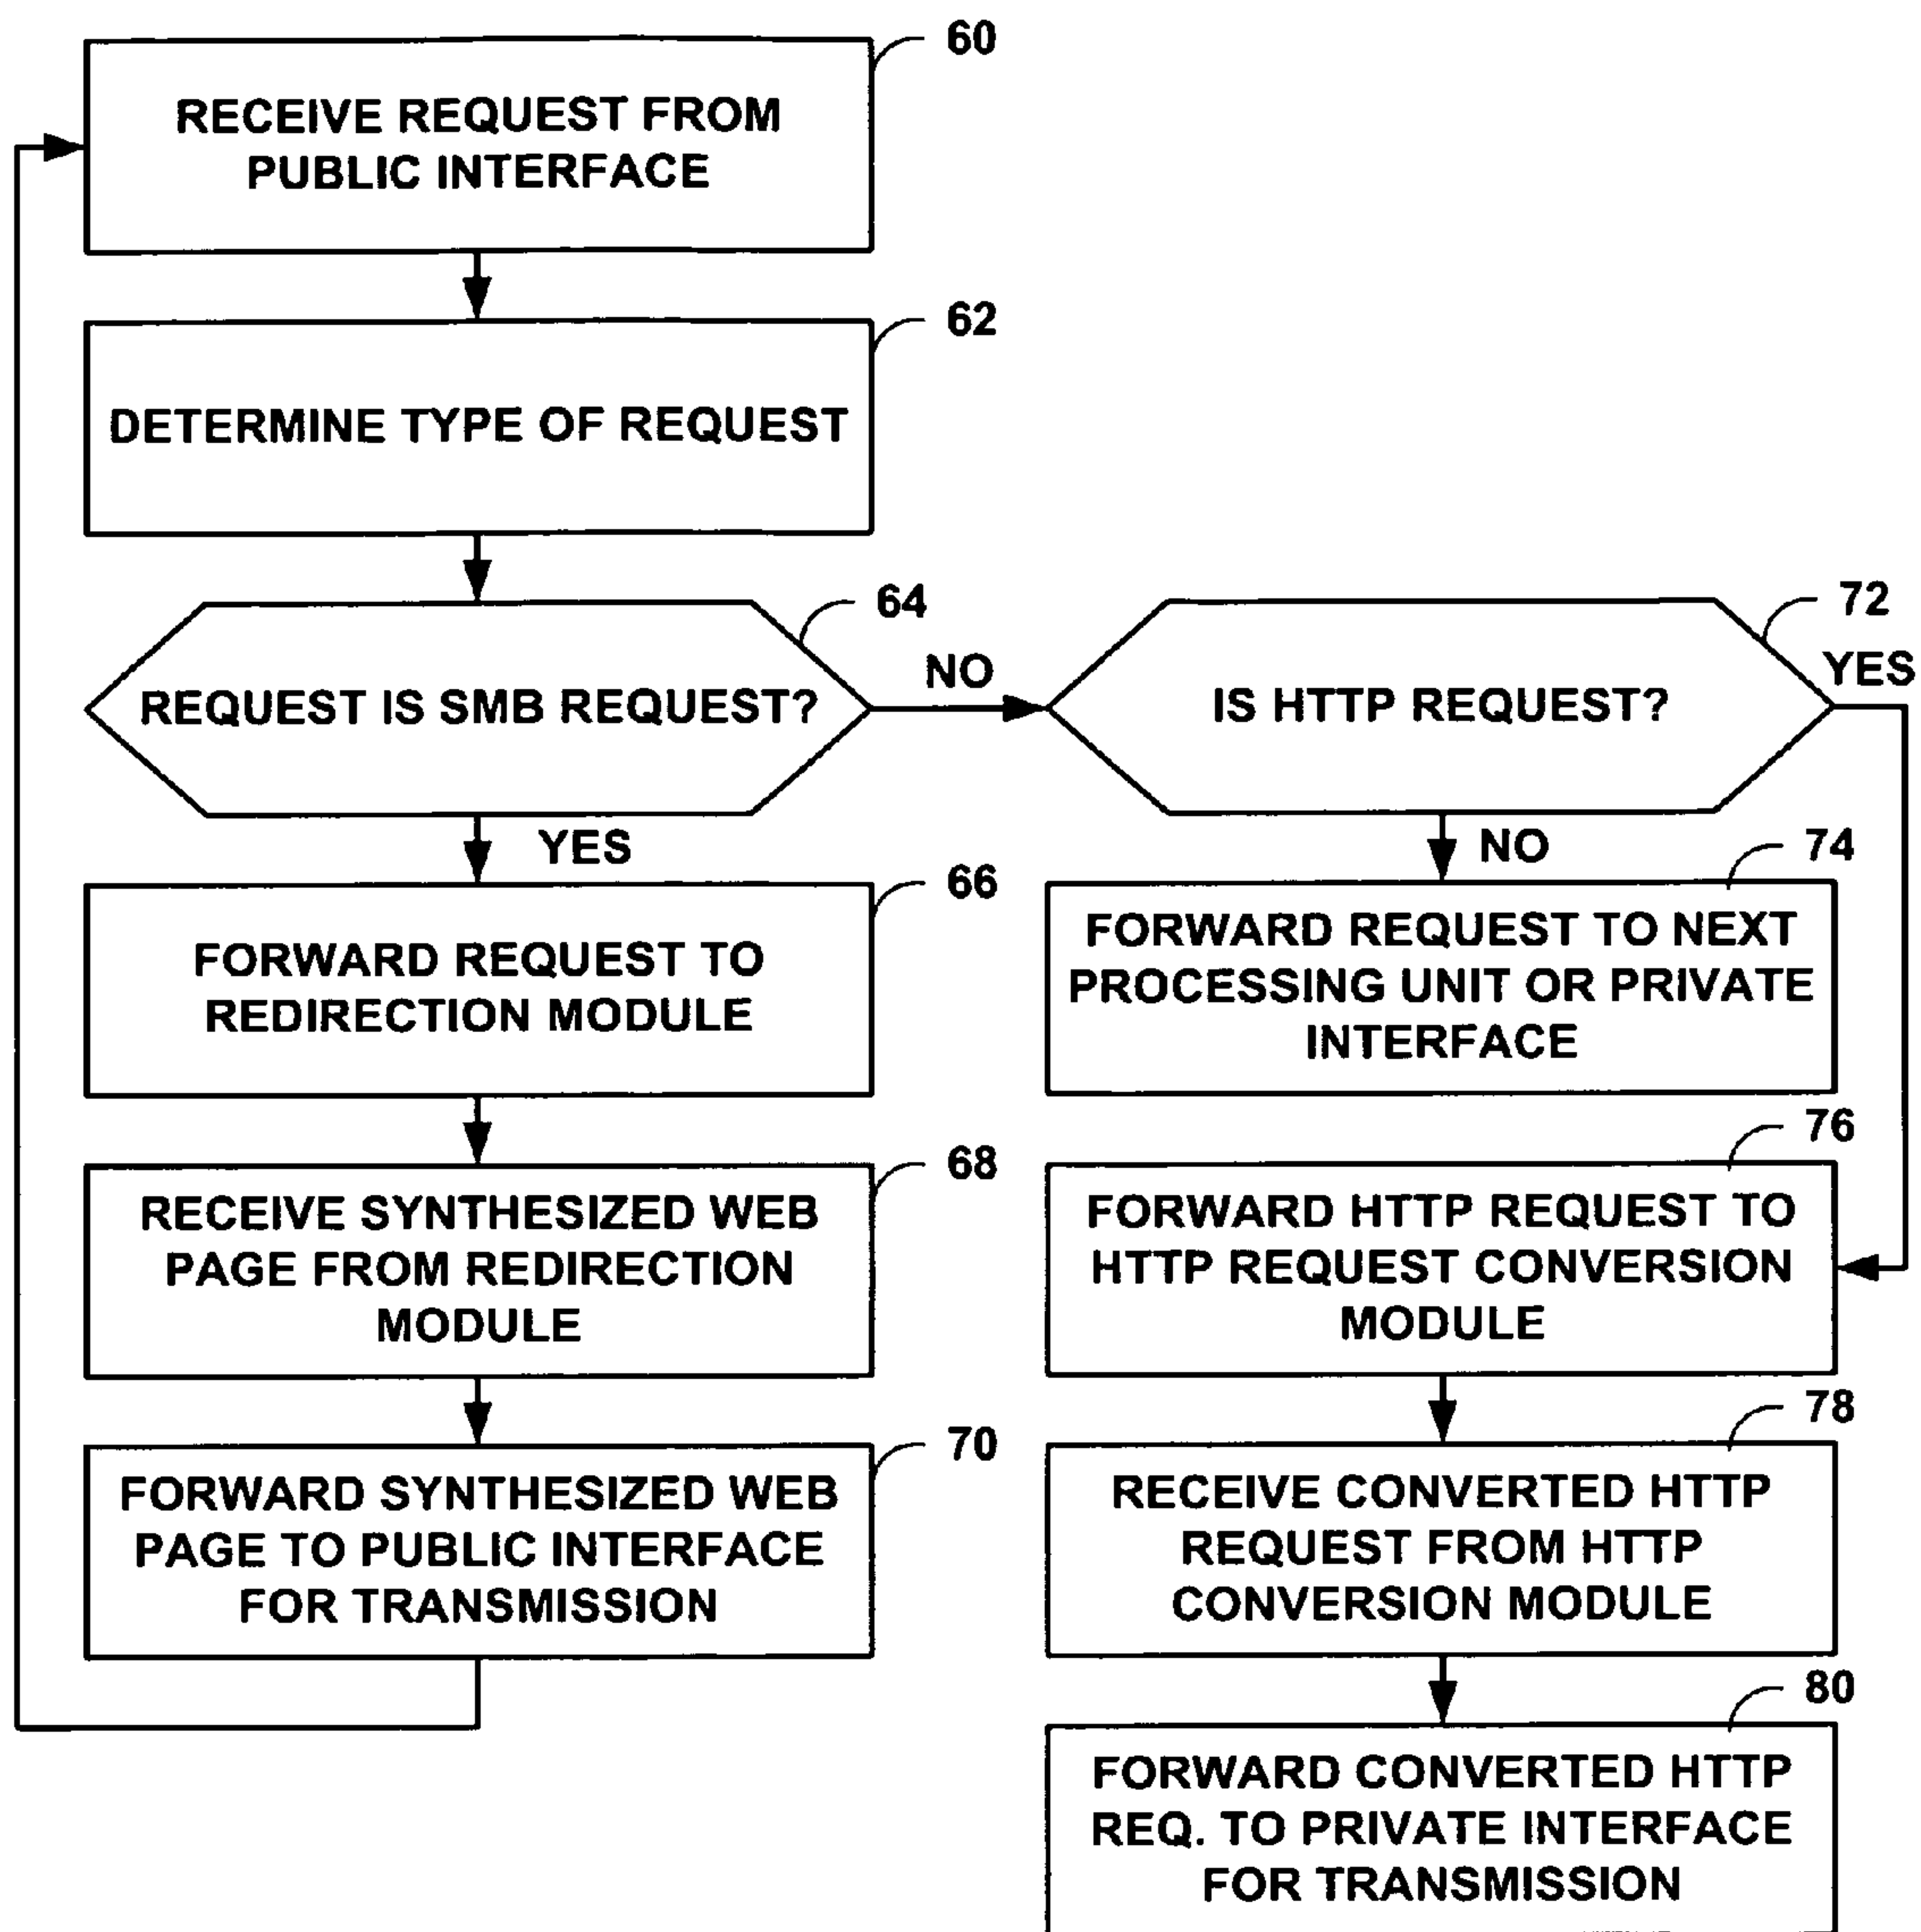 60
RECEIVE REQUEST FROM
PUBLIC INTERFACE
62
DETERMINE TYPE OF REQUEST
64
REQUEST IS SMB REQUEST?
NO
72
IS HTTP REQUEST?
YES
YES
NO
66
FORWARD REQUEST TO
REDIRECTION MODULE
74
FORWARD REQUEST TO NEXT
PROCESSING UNIT OR PRIVATE
INTERFACE
68
RECEIVE SYNTHESIZED WEB
PAGE FROM REDIRECTION
MODULE
76
FORWARD HTTP REQUEST TO
HTTP REQUEST CONVERSION
MODULE
70
FORWARD SYNTHESIZED WEB
PAGE TO PUBLIC INTERFACE
FOR TRANSMISSION
78
RECEIVE CONVERTED HTTP
REQUEST FROM HTTP
CONVERSION MODULE
80
FORWARD CONVERTED HTTP
REQ. TO PRIVATE INTERFACE
FOR TRANSMISSION